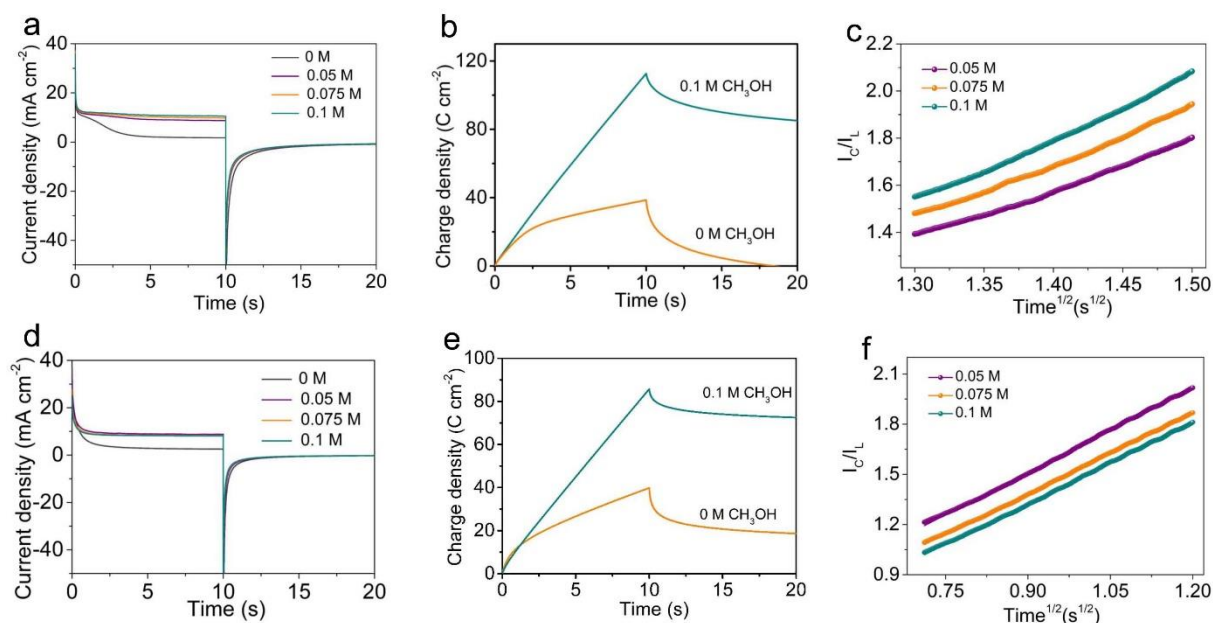 a
Current density (mA cm⁻²)
40
20
0
-20
-40
0 M
0.05 M
0.075 M
0.1 M
0 5 10 15 20
Time (s)
b
Charge density (C cm⁻²)
120
80
40
0
0.1 M CH₃OH
0 M CH₃OH
0 5 10 15 20
Time (s)
c
I_C/I_L
2.2
2.0
1.8
1.6
1.4
0.05 M
0.075 M
0.1 M
1.30 1.35 1.40 1.45 1.50
Time^1/2(s^1/2)
d
Current density (mA cm⁻²)
40
20
0
-20
-40
0 M
0.05 M
0.075 M
0.1 M
0 5 10 15 20
Time (s)
e
Charge density (C cm⁻²)
100
80
60
40
20
0
0.1 M CH₃OH
0 M CH₃OH
0 5 10 15 20
Time (s)
f
I_C/I_L
2.1
1.8
1.5
1.2
0.9
0.05 M
0.075 M
0.1 M
0.75 0.90 1.05 1.20
Time^1/2(s^1/2)